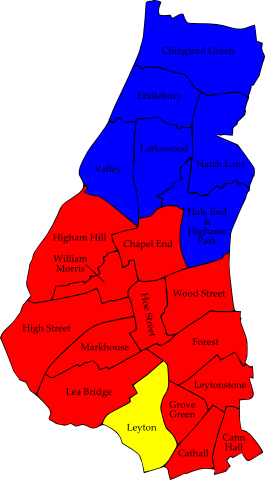 Chingford Green
Endlebury
Larkswood
Hatch Lane
Valley
Hale End
&
Highams
Park
Higham Hill
Chapel End
William
Morris
Wood Street
Hoe Street
High Street
Markhouse
Forest
Lea Bridge
Leytonstone
Grove
Green
Leyton
Cann
Hall
Cathall